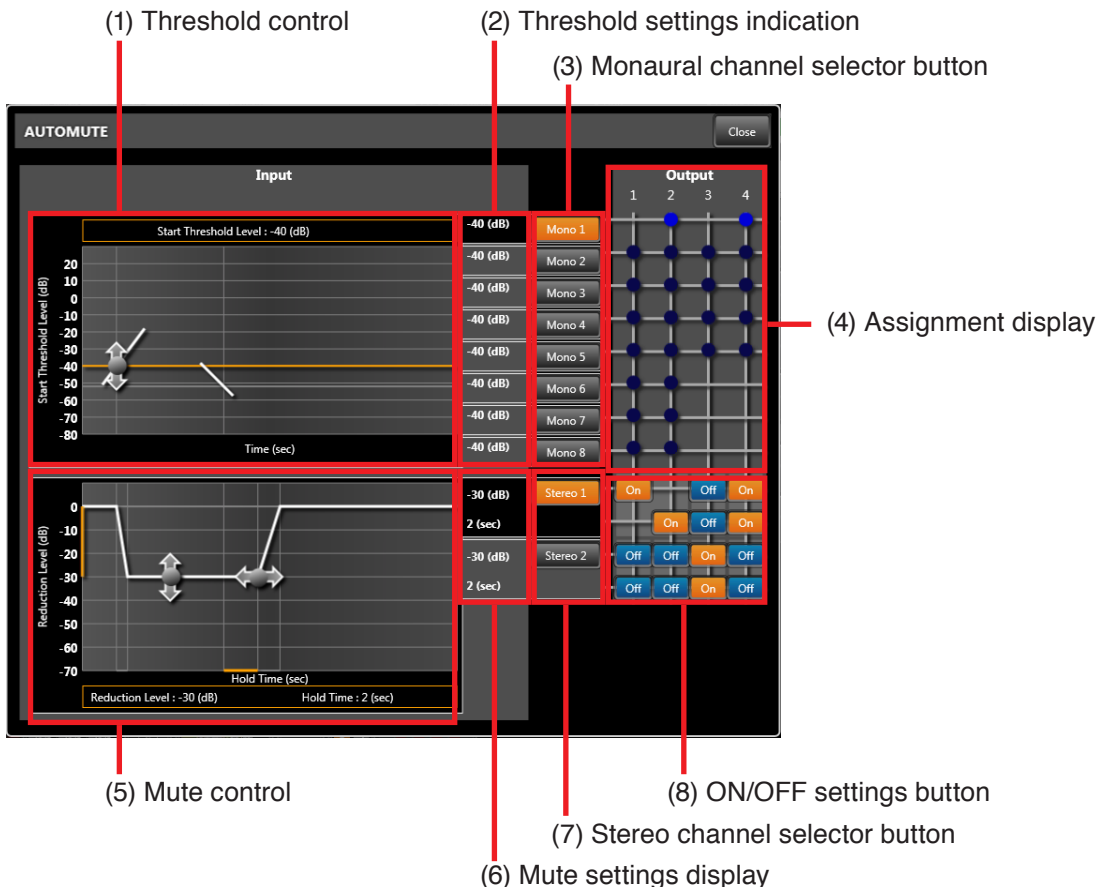 (1) Threshold control
(2) Threshold settings indication
(3) Monaural channel selector button
AUTOMUTE
Close
Input
Output
1 2 3 4
Start Threshold Level : -40 (dB)
Start Threshold Level (dB)
20
10
0
-10
-20
-30
-40
-50
-60
-70
-80
Time (sec)
-40 (dB) Mono 1
-40 (dB) Mono 2
-40 (dB) Mono 3
-40 (dB) Mono 4
-40 (dB) Mono 5
-40 (dB) Mono 6
-40 (dB) Mono 7
-40 (dB) Mono 8
(4) Assignment display
Reduction Level (dB)
0
-10
-20
-30
-40
-50
-60
-70
Hold Time (sec)
Reduction Level : -30 (dB) Hold Time : 2 (sec)
-30 (dB) Stereo 1 On Off On
2 (sec) On Off On
-30 (dB) Stereo 2 Off Off On Off
2 (sec) Off Off On Off
(5) Mute control
(8) ON/OFF settings button
(7) Stereo channel selector button
(6) Mute settings display